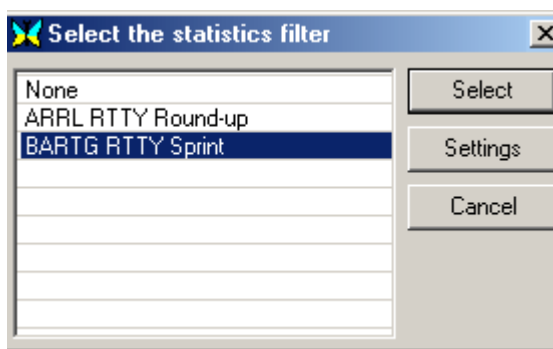 Select the statistics filter
None
ARRL RTTY Round-up
BARTG RTTY Sprint
Select
Settings
Cancel